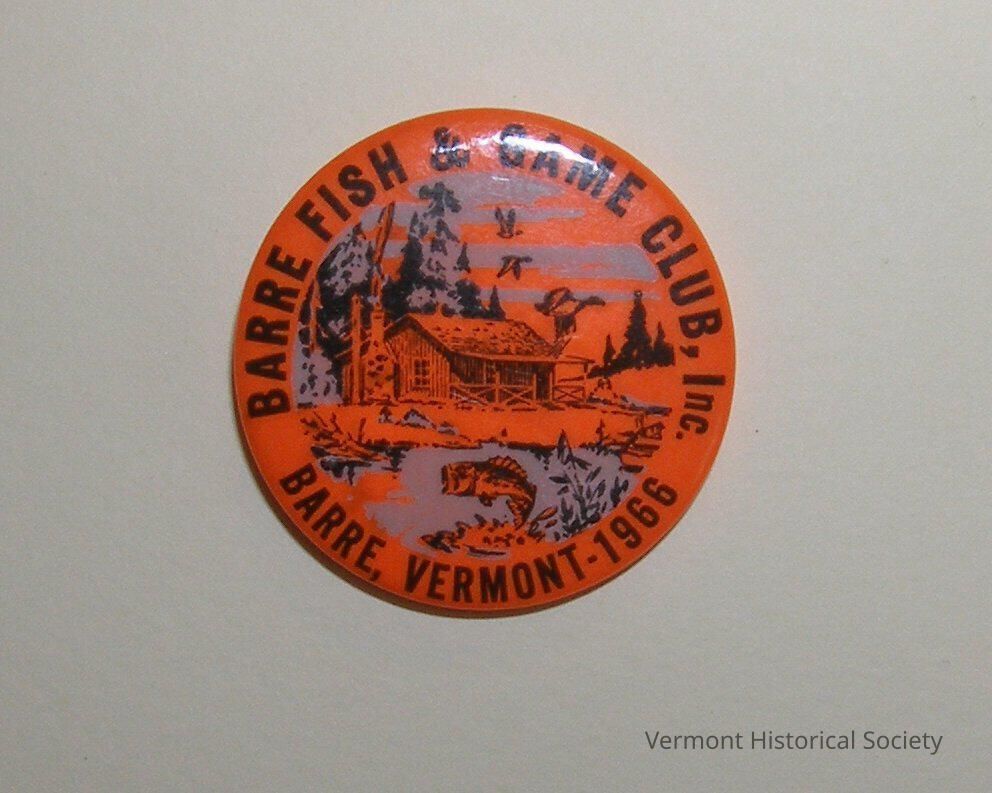 BARRE FISH & GAME CLUB, Inc.
BARRE, VERMONT-1966
Vermont Historical Society